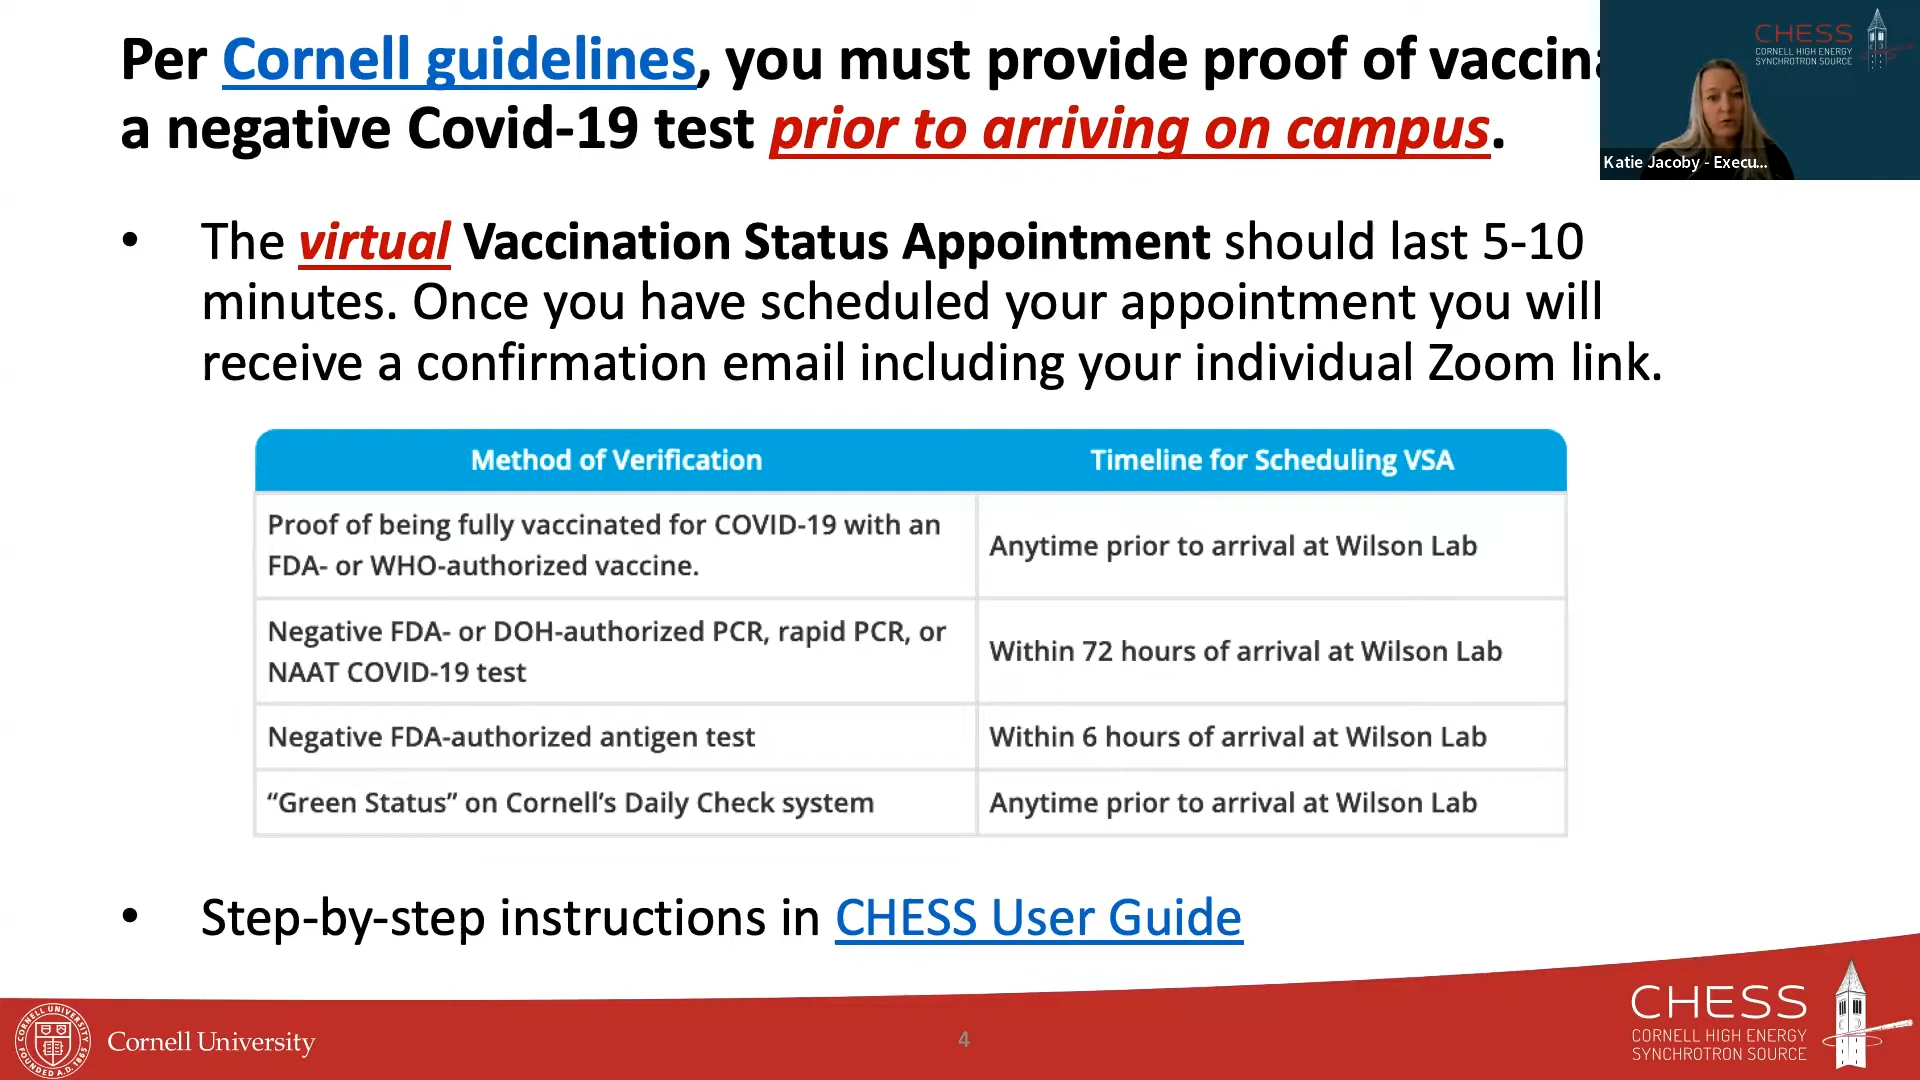 Per Cornell guidelines, you must provide proof of
a negative Covid-19 test prior to arriving on campus.
CHESS
CORNELL HIGH ENERGY
SYNCHROTRON SOURCE
Katie Jacoby - Execu...
• The virtual Vaccination Status Appointment should last 5-10
minutes. Once you have scheduled your appointment you will
receive a confirmation email including your individual Zoom link.
Method of Verification
Timeline for Scheduling VSA
Proof of being fully vaccinated for COVID-19 with an
FDA- or WHO-authorized vaccine.
Anytime prior to arrival at Wilson Lab
Negative FDA- or DOH-authorized PCR, rapid PCR, or
NAAT COVID-19 test
Within 72 hours of arrival at Wilson Lab
Negative FDA-authorized antigen test
Within 6 hours of arrival at Wilson Lab
“Green Status” on Cornell’s Daily Check system
Anytime prior to arrival at Wilson Lab
• Step-by-step instructions in CHESS User Guide
CORNELL UNIVERSITY
FOUNDED A.D. 1865
Cornell University
4
CHESS
CORNELL HIGH ENERGY
SYNCHROTRON SOURCE